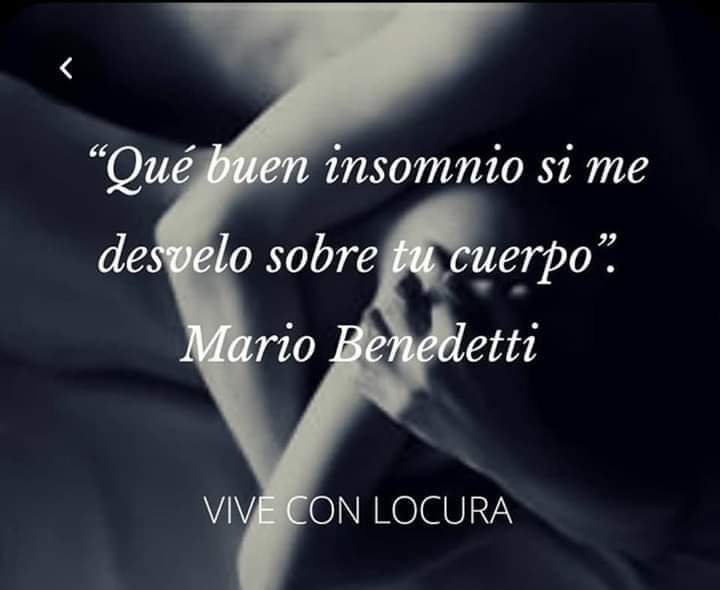 “Qué buen insomnio si me
desvelo sobre tu cuerpo”.
Mario Benedetti
VIVE CON LOCURA